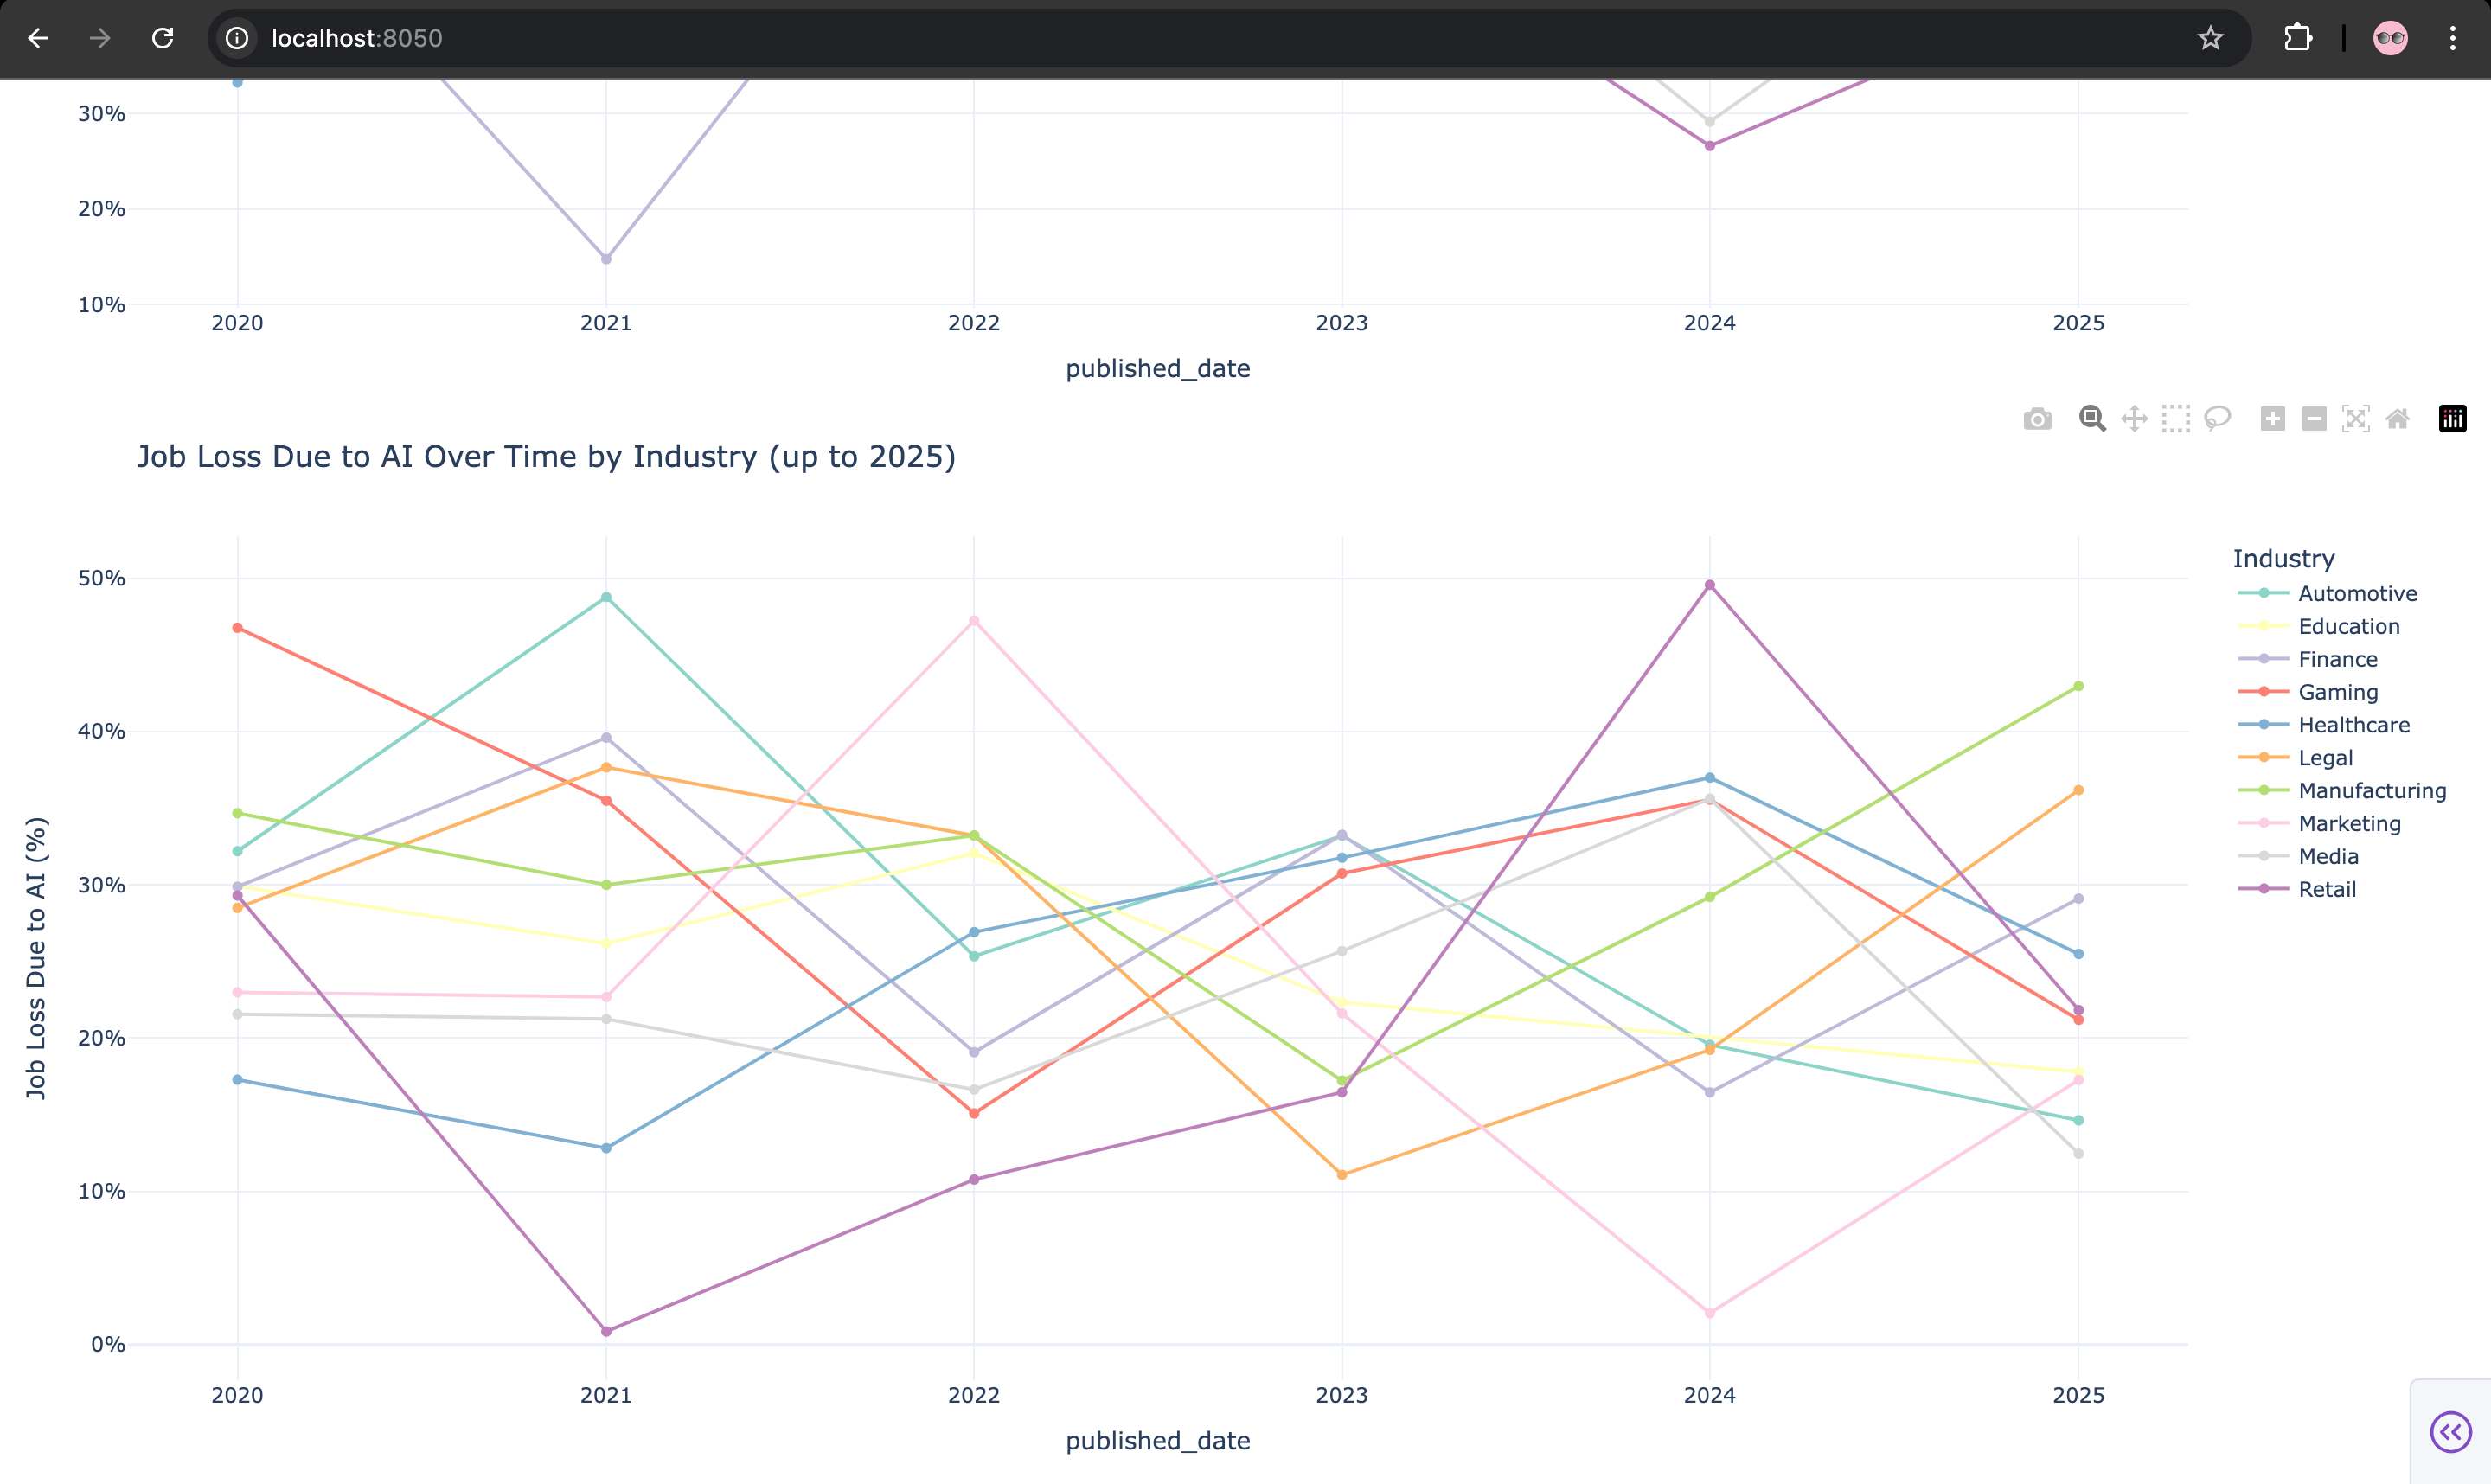 localhost:8050
30%
20%
10%
2020 2021 2022 2023 2024 2025
published_date
Job Loss Due to AI Over Time by Industry (up to 2025)
Industry
Automotive
Education
Finance
Gaming
Healthcare
Legal
Manufacturing
Marketing
Media
Retail
Job Loss Due to AI (%)
50%
40%
30%
20%
10%
0%
2020 2021 2022 2023 2024 2025
published_date